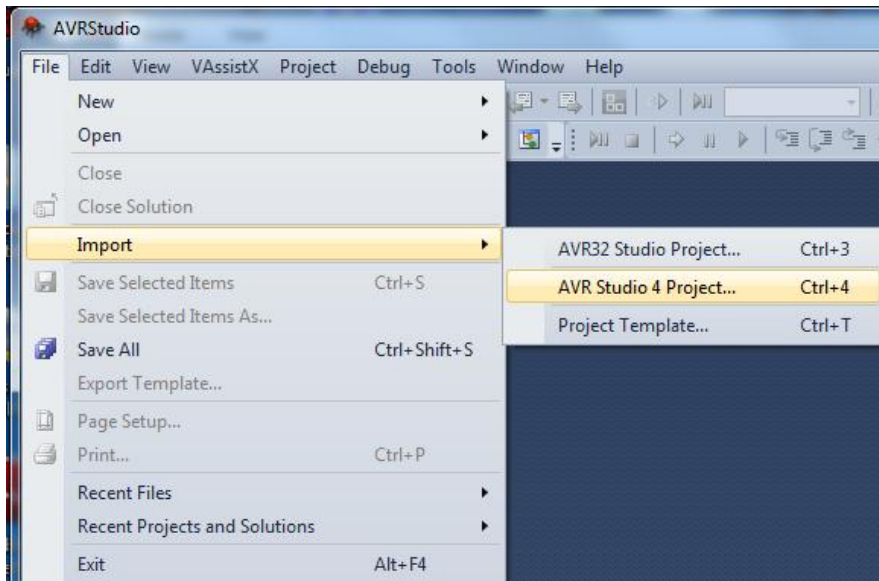 AVRStudio
File Edit View VAssistX Project Debug Tools Window Help
New
Open
Close
Close Solution
Import
AVR32 Studio Project... Ctrl+3
AVR Studio 4 Project... Ctrl+4
Project Template... Ctrl+T
Save Selected Items Ctrl+S
Save Selected Items As...
Save All Ctrl+Shift+S
Export Template...
Page Setup...
Print... Ctrl+P
Recent Files
Recent Projects and Solutions
Exit Alt+F4